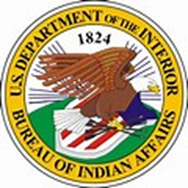 U.S. DEPARTMENT OF THE INTERIOR
1824
BUREAU OF INDIAN AFFAIRS